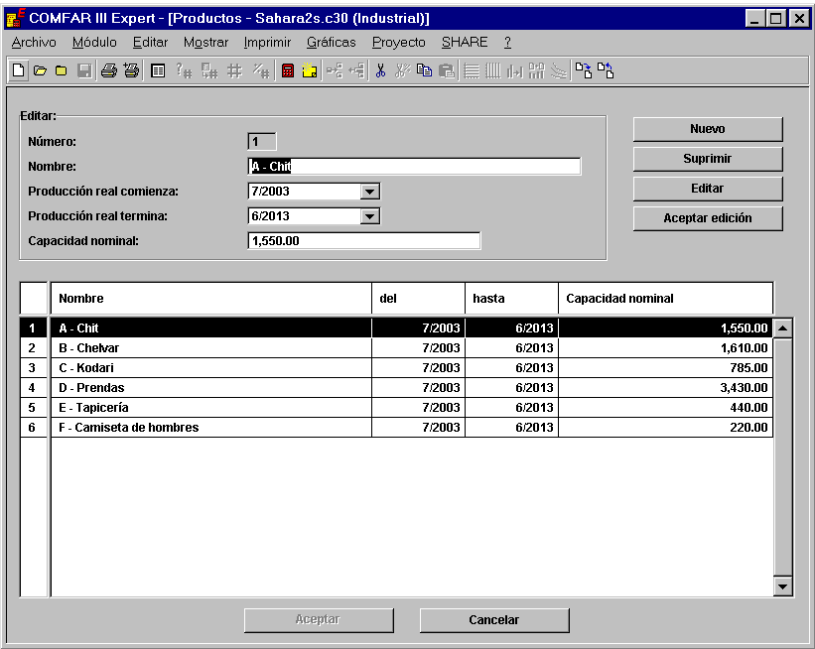 COMFAR III Expert - [Productos - Sahara2s.c30 (Industrial)]
Archivo Módulo Editar Mostrar Imprimir Gráficas Proyecto SHARE ?
Editar:
Número: 1
Nombre: A - Chit
Producción real comienza: 7/2003
Producción real termina: 6/2013
Capacidad nominal: 1,550.00
Nuevo
Suprimir
Editar
Aceptar edición
Nombre del hasta Capacidad nominal
1 A - Chit 7/2003 6/2013 1,550.00
2 B - Chelvar 7/2003 6/2013 1,610.00
3 C - Kodari 7/2003 6/2013 785.00
4 D - Prendas 7/2003 6/2013 3,430.00
5 E - Tapicería 7/2003 6/2013 440.00
6 F - Camiseta de hombres 7/2003 6/2013 220.00
Aceptar Cancelar